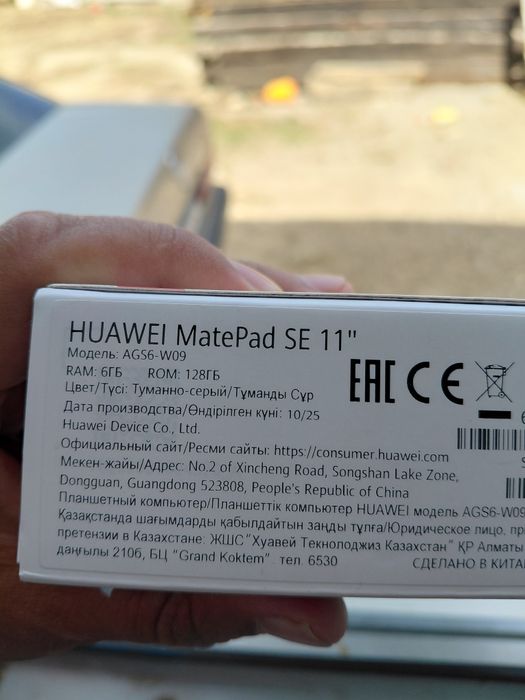 HUAWEI MatePad SE 11"
Модель: AGS6-W09
RAM: 6ГБ ROM: 128ГБ
Цвет/Түсі: Туманно-серый/Тұманды Сұр
Дата производства/Өндірілген күні: 10/25
Huawei Device Co., Ltd.
Официальный сайт/Ресми сайты: https://consumer.huawei.com
Мекен-жайы/Адрес: No.2 of Xincheng Road, Songshan Lake Zone,
Dongguan, Guangdong 523808, People's Republic of China
Планшетный компьютер/Планшеттік компьютер HUAWEI модель AGS6-W09
Қазақстанда шағымдарды қабылдайтын заңды тұлға/Юридическое лицо, пр
претензии в Казахстане: ЖШС "Хуавей Текнолоджиз Казахстан" ҚР Алматы
даңғылы 210б, БЦ "Grand Koktem" тел. 6530
EAC CE
СДЕЛАНО В КИТА